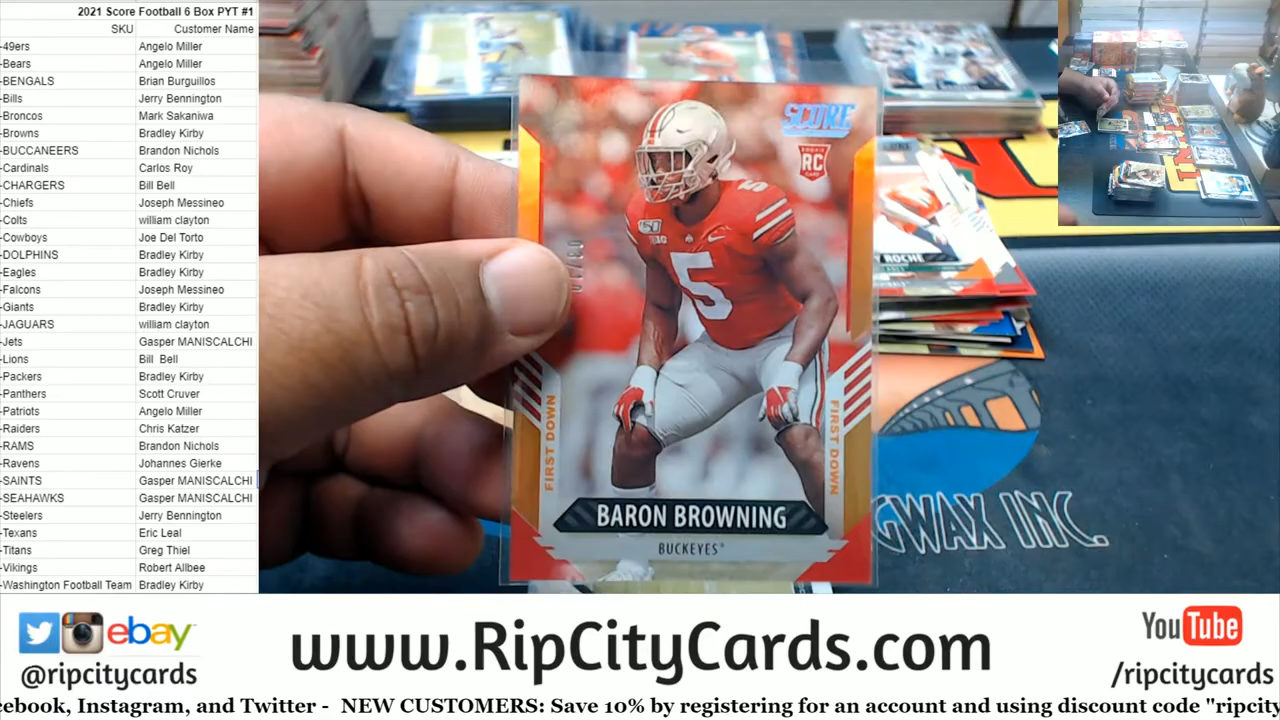 2021 Score Football 6 Box PYT #1
SKU Customer Name
-49ers Angelo Miller
-Bears Angelo Miller
-BENGALS Brian Burguillos
-Bills Jerry Bennington
-Broncos Mark Sakaniwa
-Browns Bradley Kirby
-BUCCANEERS Brandon Nichols
-Cardinals Carlos Roy
-CHARGERS Bill Bell
-Chiefs Joseph Messineo
-Colts william clayton
-Cowboys Joe Del Torto
-DOLPHINS Bradley Kirby
-Eagles Bradley Kirby
-Falcons Joseph Messineo
-Giants Bradley Kirby
-JAGUARS william clayton
-Jets Gasper MANISCALCHI
-Lions Bill Bell
-Packers Bradley Kirby
-Panthers Scott Cruver
-Patriots Angelo Miller
-Raiders Chris Katzer
-RAMS Brandon Nichols
-Ravens Johannes Gierke
-SAINTS Gasper MANISCALCHI
-SEAHAWKS Gasper MANISCALCHI
-Steelers Jerry Bennington
-Texans Eric Leal
-Titans Greg Thiel
-Vikings Robert Allbee
-Washington Football Team Bradley Kirby
SCORE
ROOKIE
RC
CARD
5
150
B1G
5
FIRST DOWN
FIRST DOWN
BARON BROWNING
BUCKEYES
ROCHE
GWAX INC.
ebay
@ripcitycards
www.RipCityCards.com
YouTube
/ripcitycards
cebook, Instagram, and Twitter - NEW CUSTOMERS: Save 10% by registering for an account and using discount code "ripcity